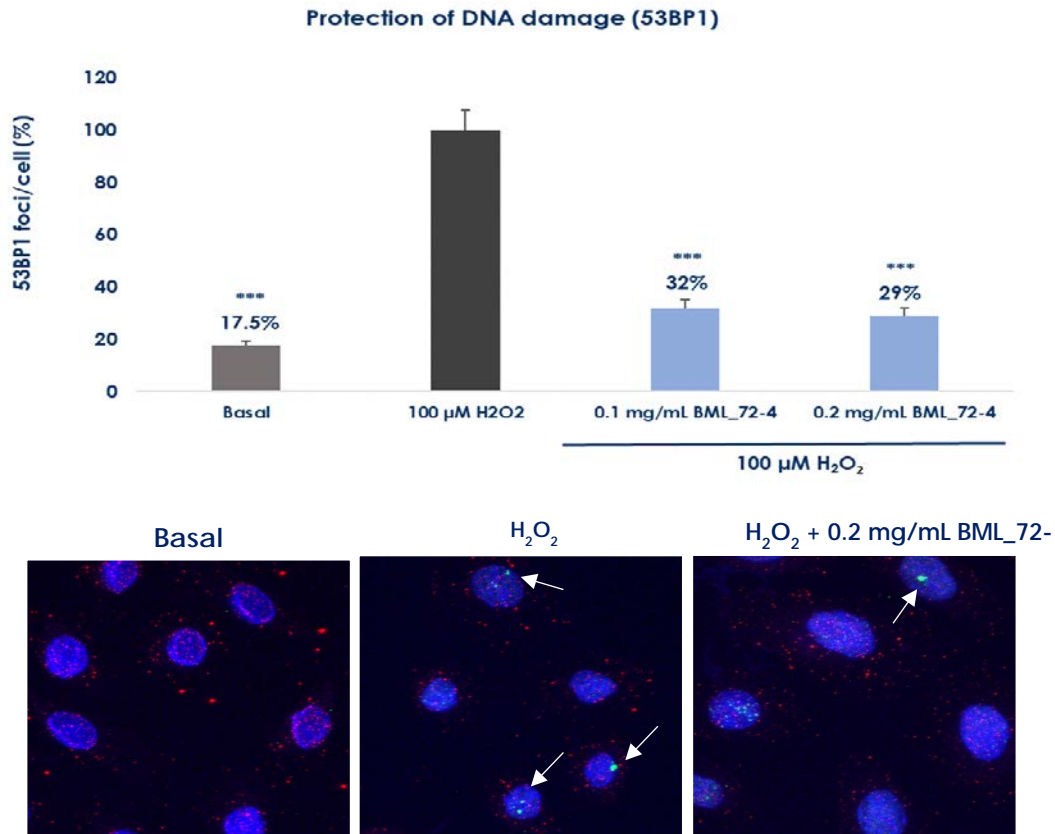 Protection of DNA damage (53BP1)
53BP1 foci/cell (%)
120
100
80
60
40
20
0
***
17.5%
***
32%
***
29%
Basal
100 µM H2O2
0.1 mg/mL BML_72-4
0.2 mg/mL BML_72-4
100 µM H₂O₂
Basal
H₂O₂
H₂O₂ + 0.2 mg/mL BML_72-